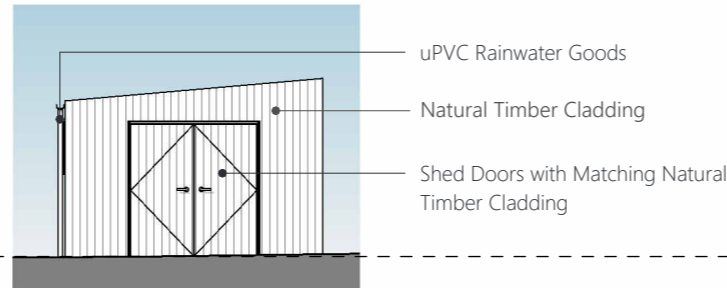 uPVC Rainwater Goods
Natural Timber Cladding
Shed Doors with Matching Natural
Timber Cladding